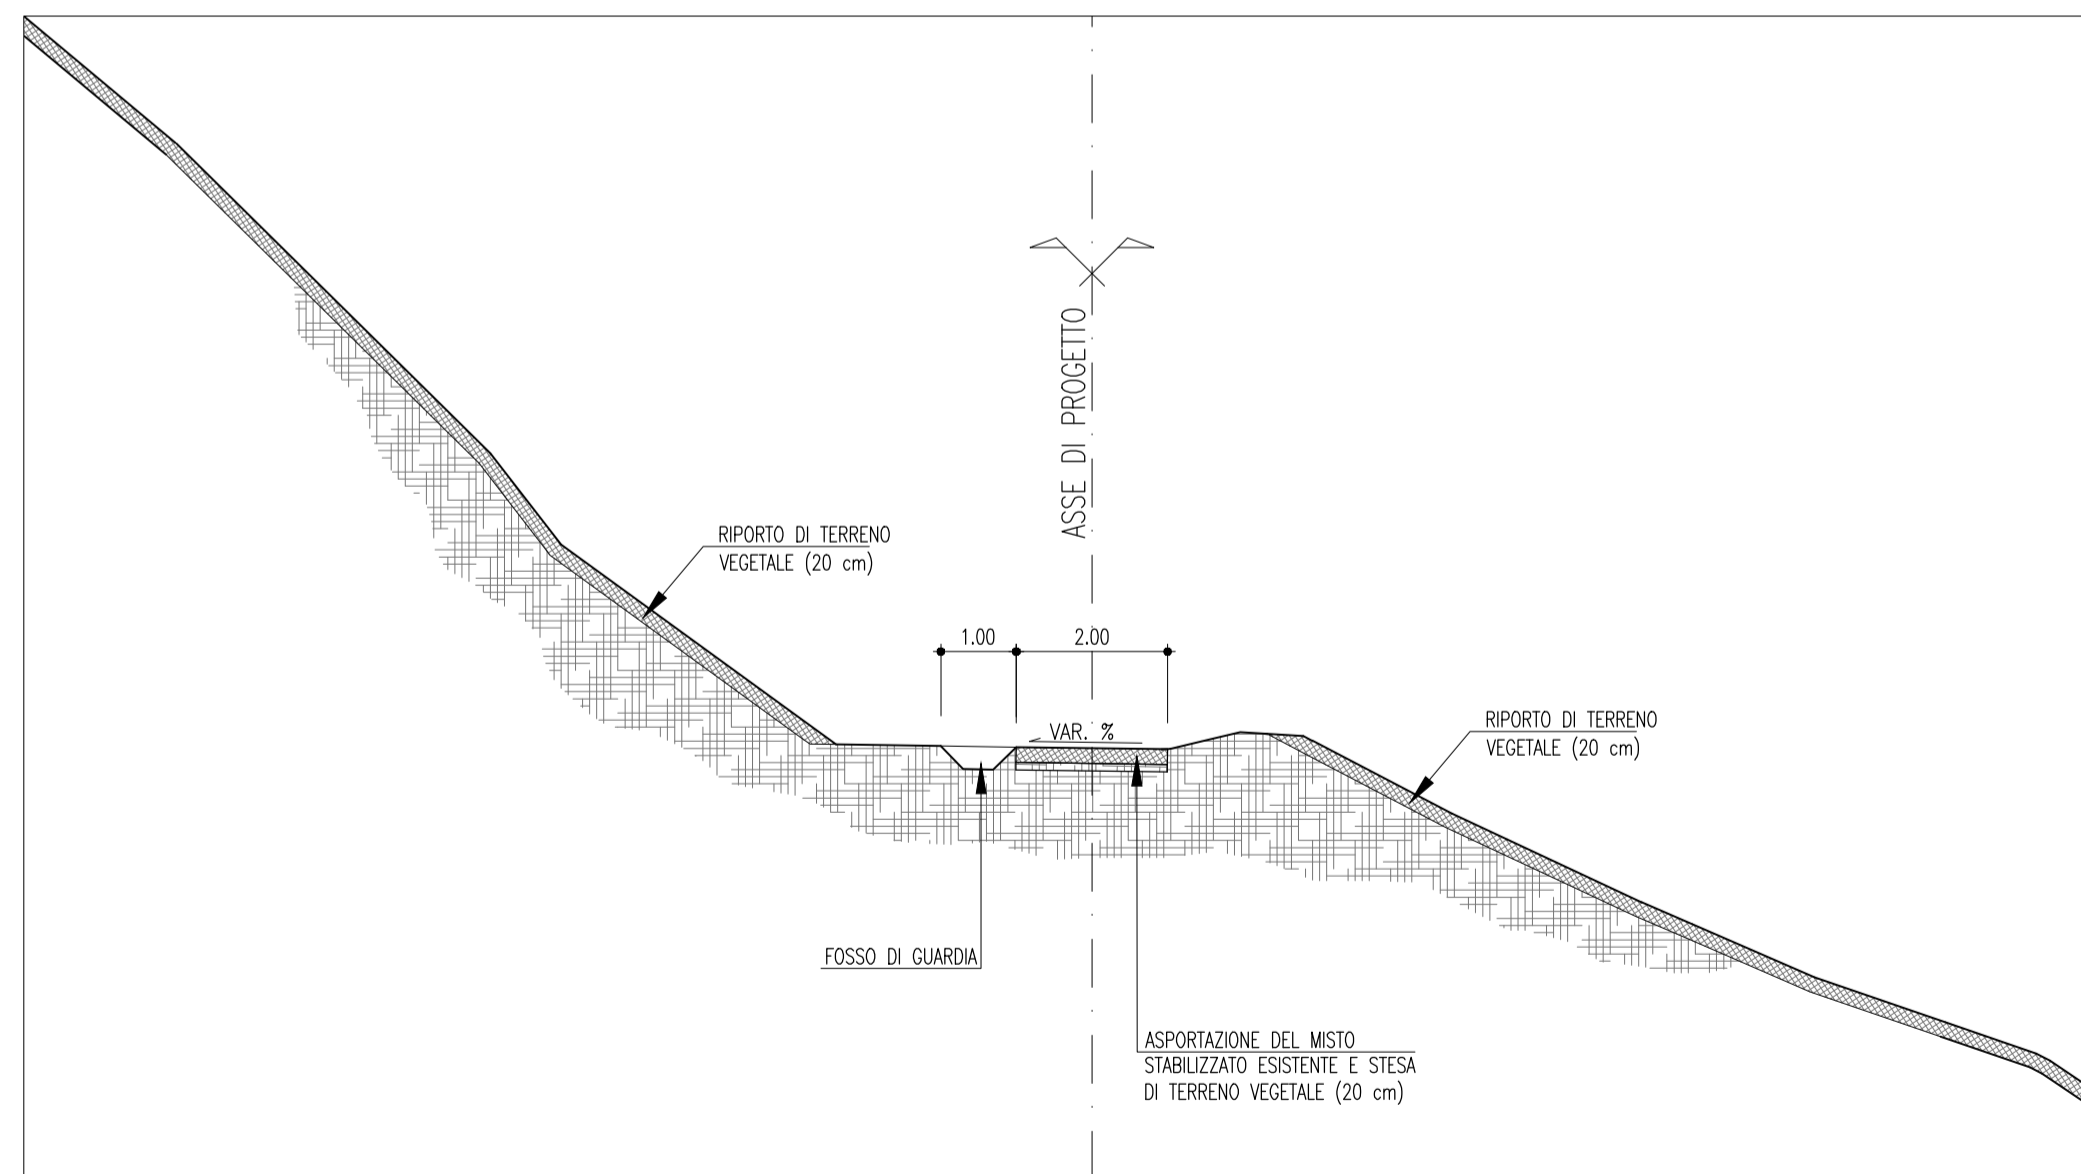 ASSE DI PROGETTO
RIPORTO DI TERRENO
VEGETALE (20 cm)
1.00
2.00
VAR. %
RIPORTO DI TERRENO
VEGETALE (20 cm)
FOSSO DI GUARDIA
ASPORTAZIONE DEL MISTO
STABILIZZATO ESISTENTE E STESA
DI TERRENO VEGETALE (20 cm)